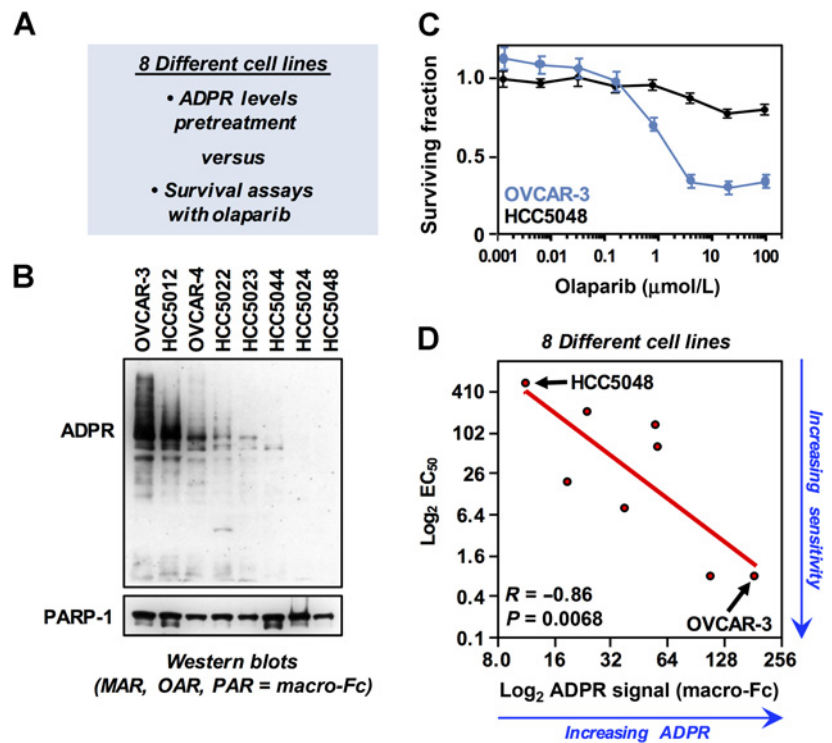 A
8 Different cell lines
• ADPR levels
pretreatment
versus
• Survival assays
with olaparib
B
OVCAR-3
HCC5012
OVCAR-4
HCC5022
HCC5023
HCC5044
HCC5024
HCC5048
ADPR
PARP-1
Western blots
(MAR, OAR, PAR = macro-Fc)
C
Surviving fraction
1.0
0.5
0
OVCAR-3
HCC5048
0.001 0.01 0.1 1 10 100
Olaparib (μmol/L)
D
8 Different cell lines
Log₂ EC₅₀
410
102
26
6.4
1.6
0.4
0.1
HCC5048
R = –0.86
P = 0.0068
OVCAR-3
8.0 16 32 64 128 256
Log₂ ADPR signal (macro-Fc)
Increasing ADPR
Increasing sensitivity